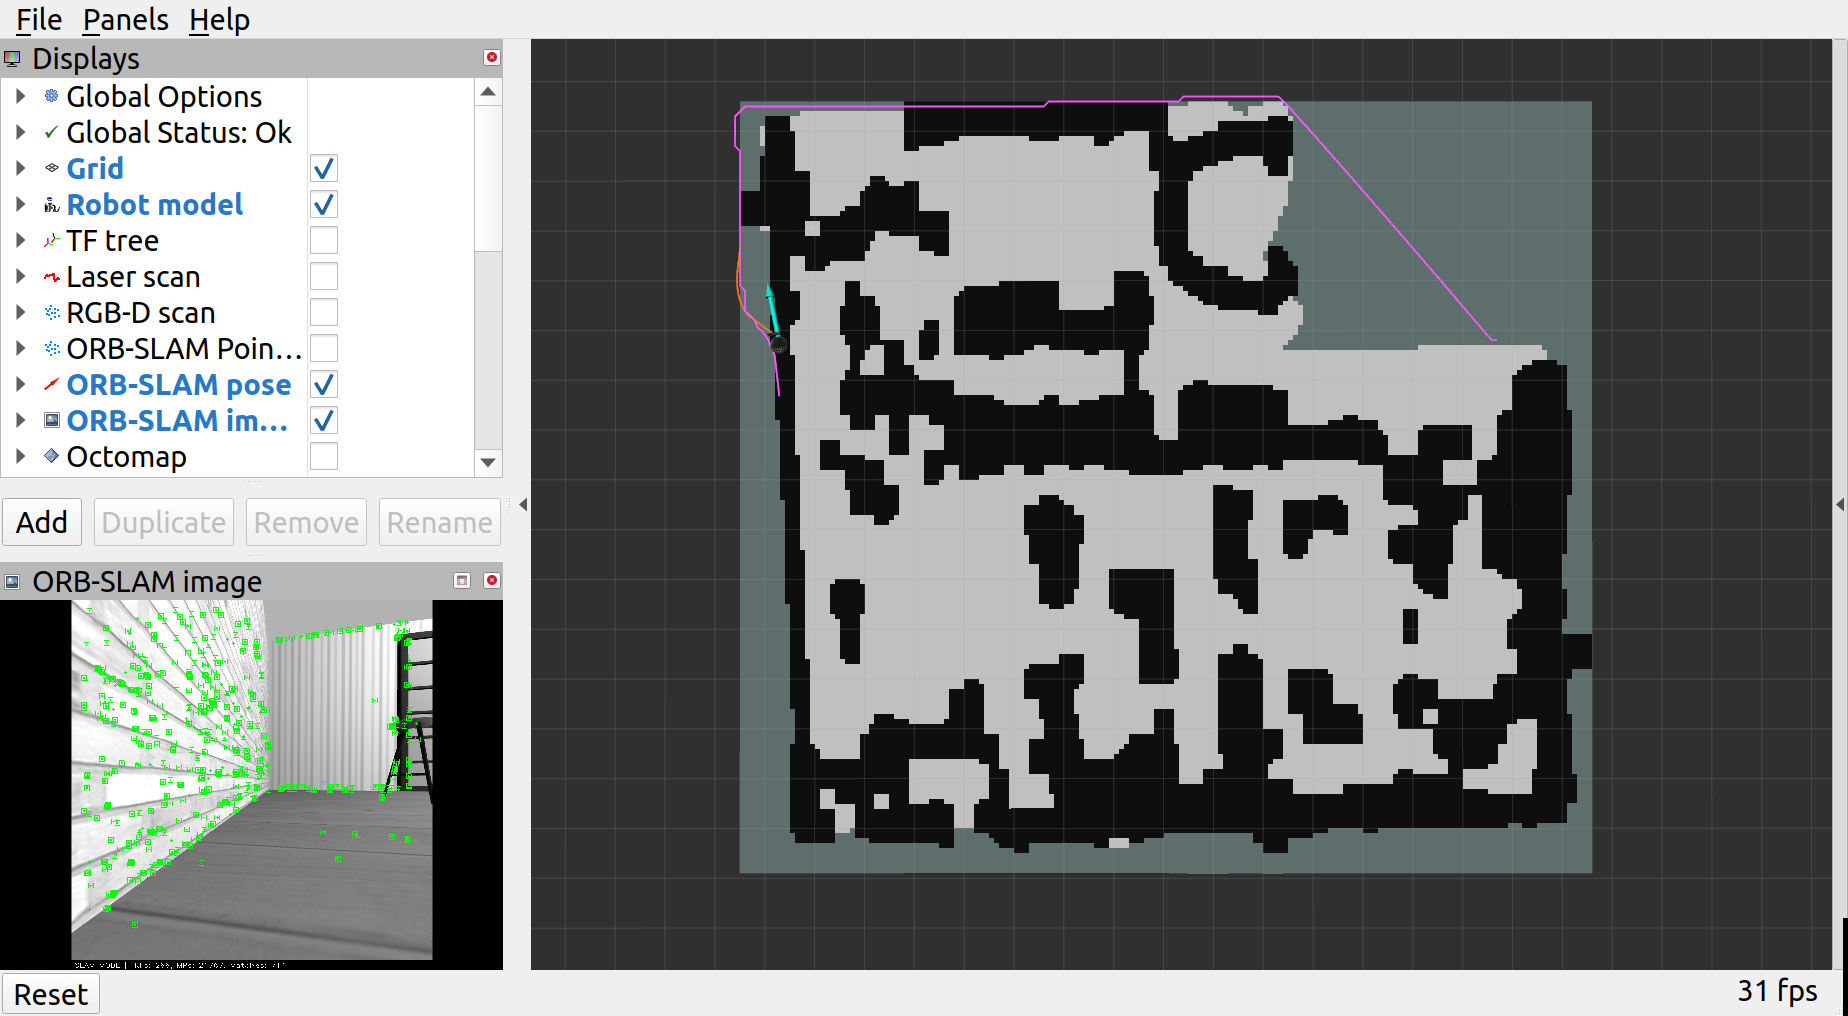 File Panels Help
Displays
Global Options
Global Status: Ok
Grid
Robot model
TF tree
Laser scan
RGB-D scan
ORB-SLAM Poin...
ORB-SLAM pose
ORB-SLAM im...
Octomap
Add Duplicate Remove Rename
ORB-SLAM image
SLAM MODE |
Reset
31 fps